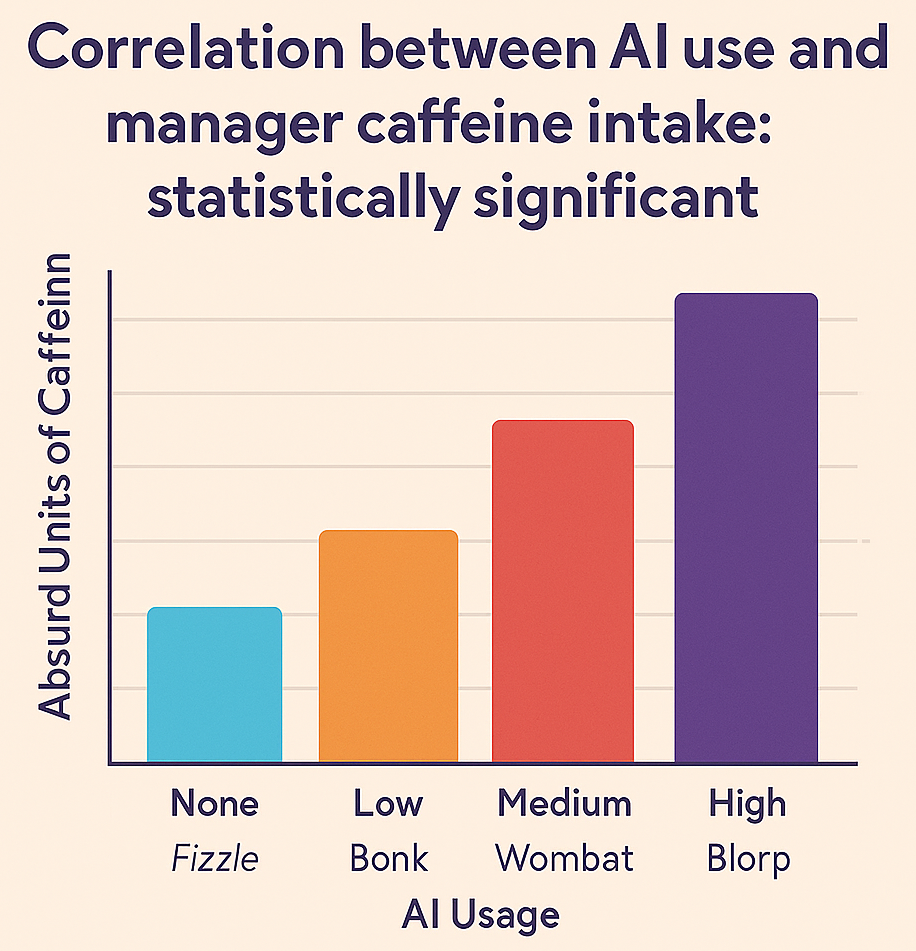 Correlation between AI use and
manager caffeine intake:
statistically significant
Absurd Units of Caffeinn
None Low Medium High
Fizzle Bonk Wombat Blorp
AI Usage